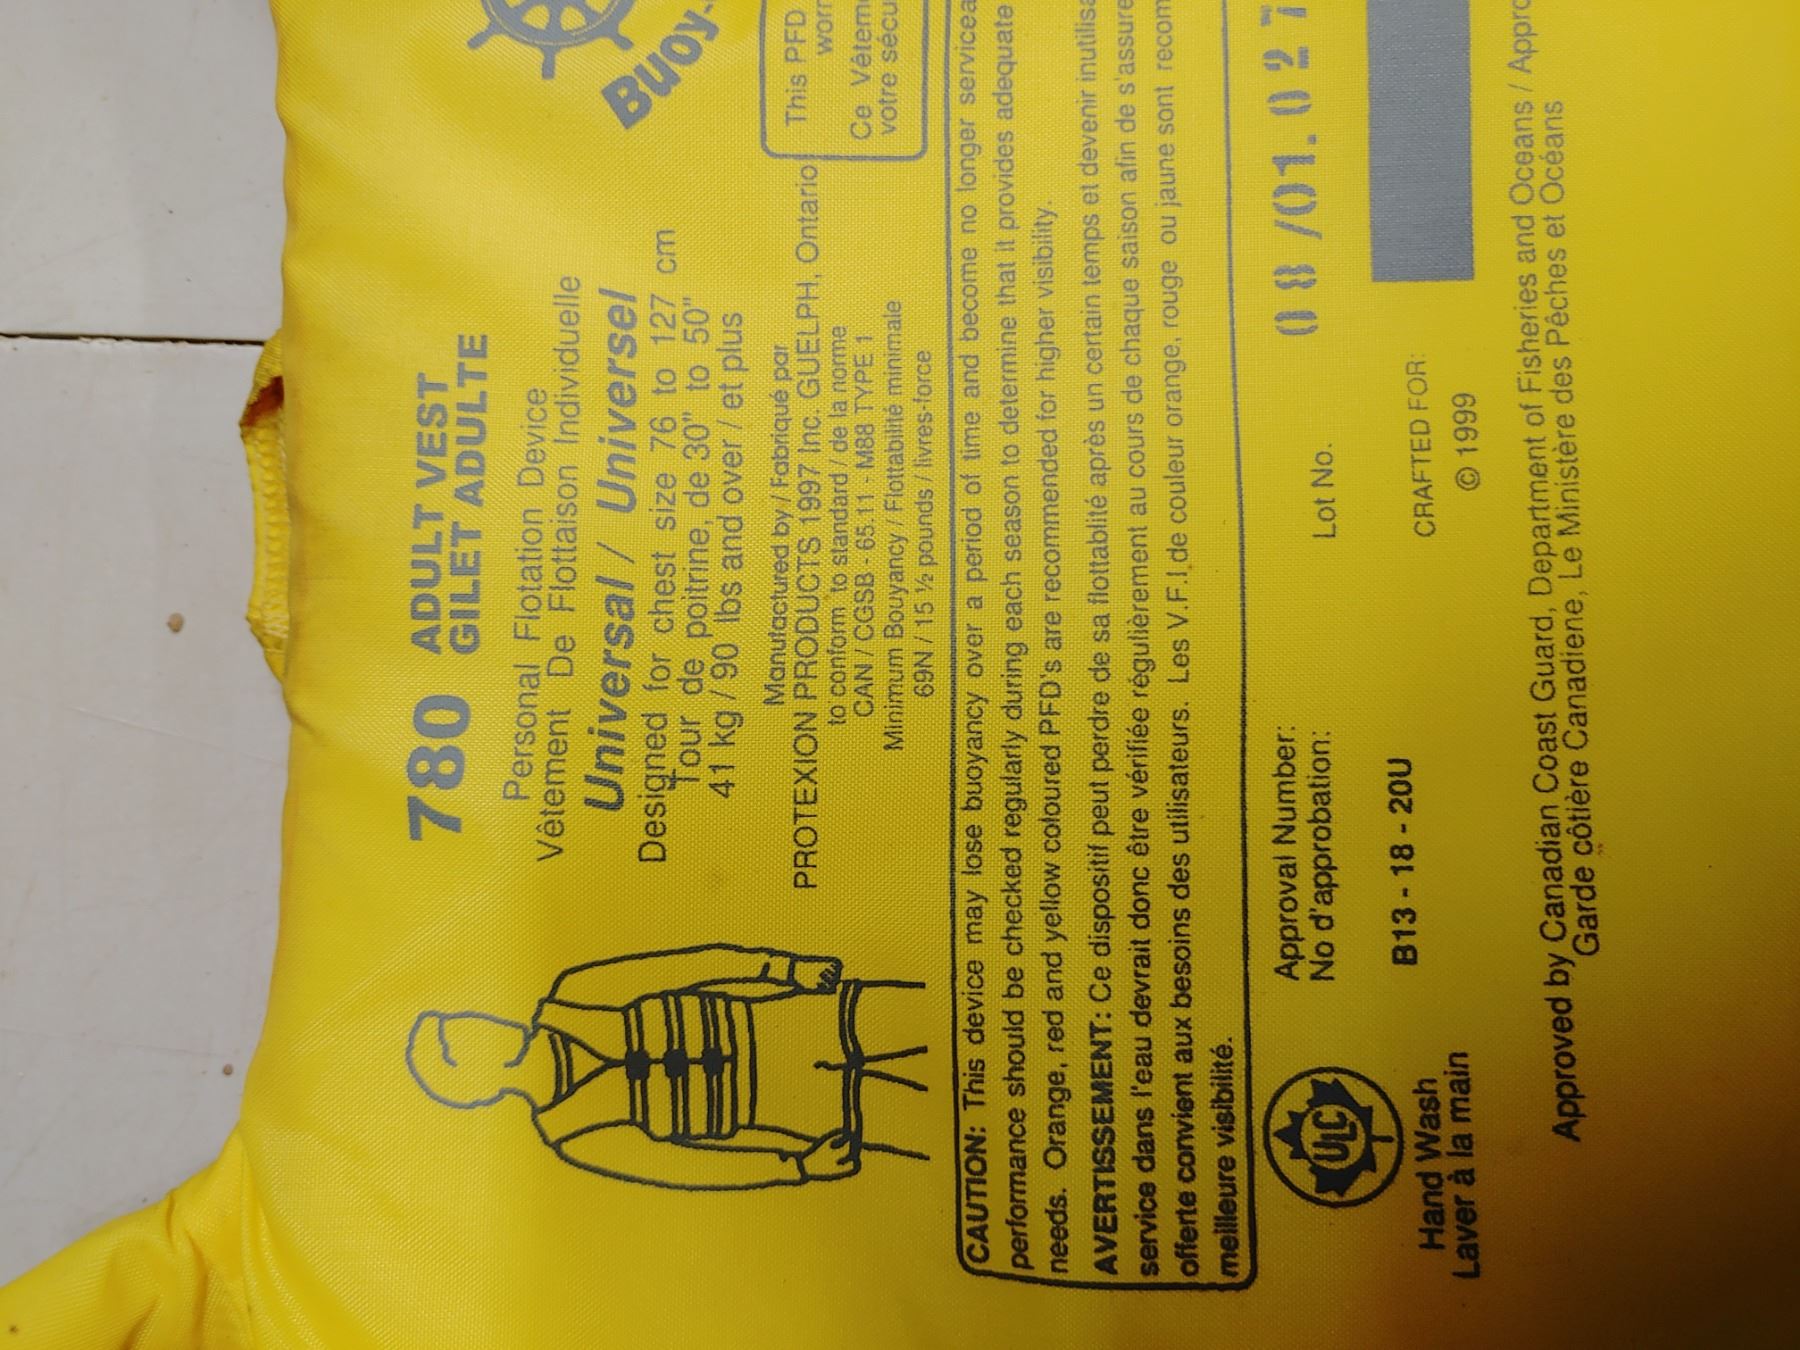 780 ADULT VEST
GILET ADULTE
Personal Flotation Device
Vêtement De Flottaison Individuelle
Universal / Universel
Designed for chest size 76 to 127 cm
Tour de poitrine, de 30" to 50"
41 kg / 90 lbs and over / et plus
Manufactured by / Fabriqué par
PROTEXION PRODUCTS 1997 Inc. GUELPH, Ontario
to conform to standard / de la norme
CAN / CGSB - 65.11 - M88 TYPE 1
Minimum Bouyancy / Flottabilité minimale
69N / 15 ½ pounds / livres-force
Buoy
This PFD
worn
Ce Vêtem
votre sécu
CAUTION: This device may lose buoyancy over a period of time and become no longer servicea
performance should be checked regularly during each season to determine that it provides adequate
needs. Orange, red and yellow coloured PFD's are recommended for higher visibility.
AVERTISSEMENT: Ce dispositif peut perdre de sa flottablité après un certain temps et devenir inutilisa
service dans l'eau devrait donc être vérifiée régulièrement au cours de chaque saison afin de s'assure
offerte convient aux besoins des utilisateurs. Les V.F.I. de couleur orange, rouge ou jaune sont recom
meilleure visibilité.
ULC
Hand Wash
Laver à la main
Approval Number:
No d'approbation:
B13 - 18 - 20U
Lot No. 08/01.027
CRAFTED FOR:
© 1999
Approved by Canadian Coast Guard, Department of Fisheries and Oceans / Appro
Garde côtière Canadiene, Le Ministère des Pêches et Océans